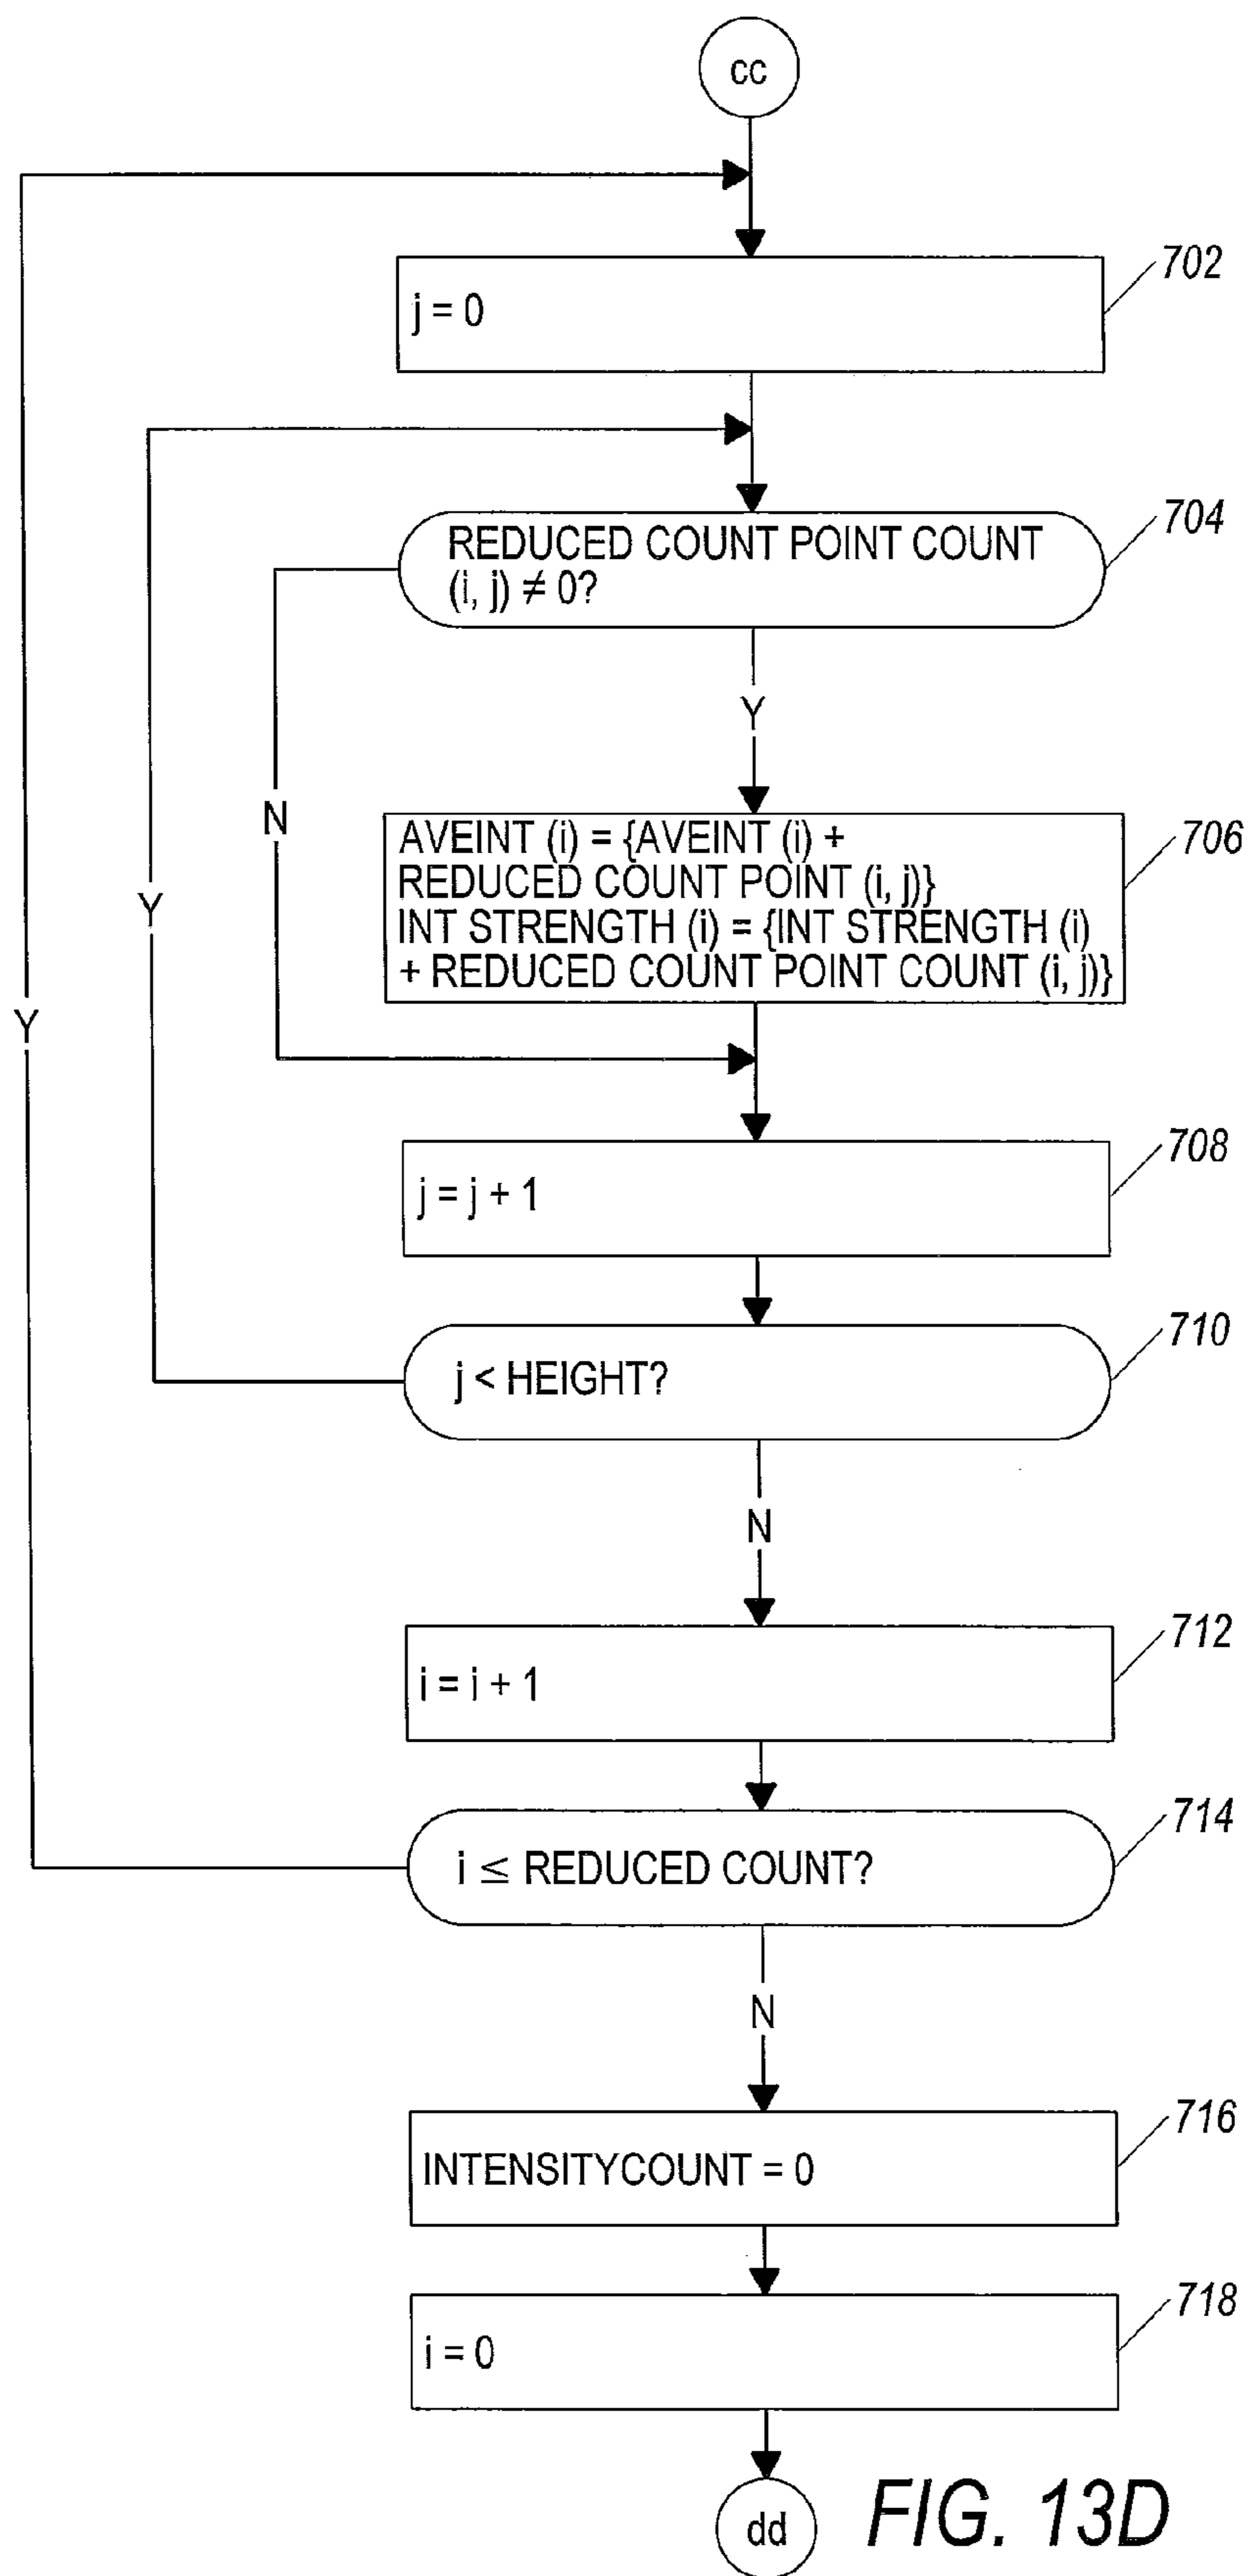 cc
702
j = 0
704
REDUCED COUNT POINT COUNT
(i, j) ≠ 0?
Y
N
706
AVEINT (i) = {AVEINT (i) +
REDUCED COUNT POINT (i, j)}
INT STRENGTH (i) = {INT STRENGTH (i)
+ REDUCED COUNT POINT COUNT (i, j)}
Y
Y
708
j = j + 1
710
j < HEIGHT?
N
712
i = i + 1
714
i ≤ REDUCED COUNT?
N
716
INTENSITYCOUNT = 0
718
i = 0
dd
FIG. 13D